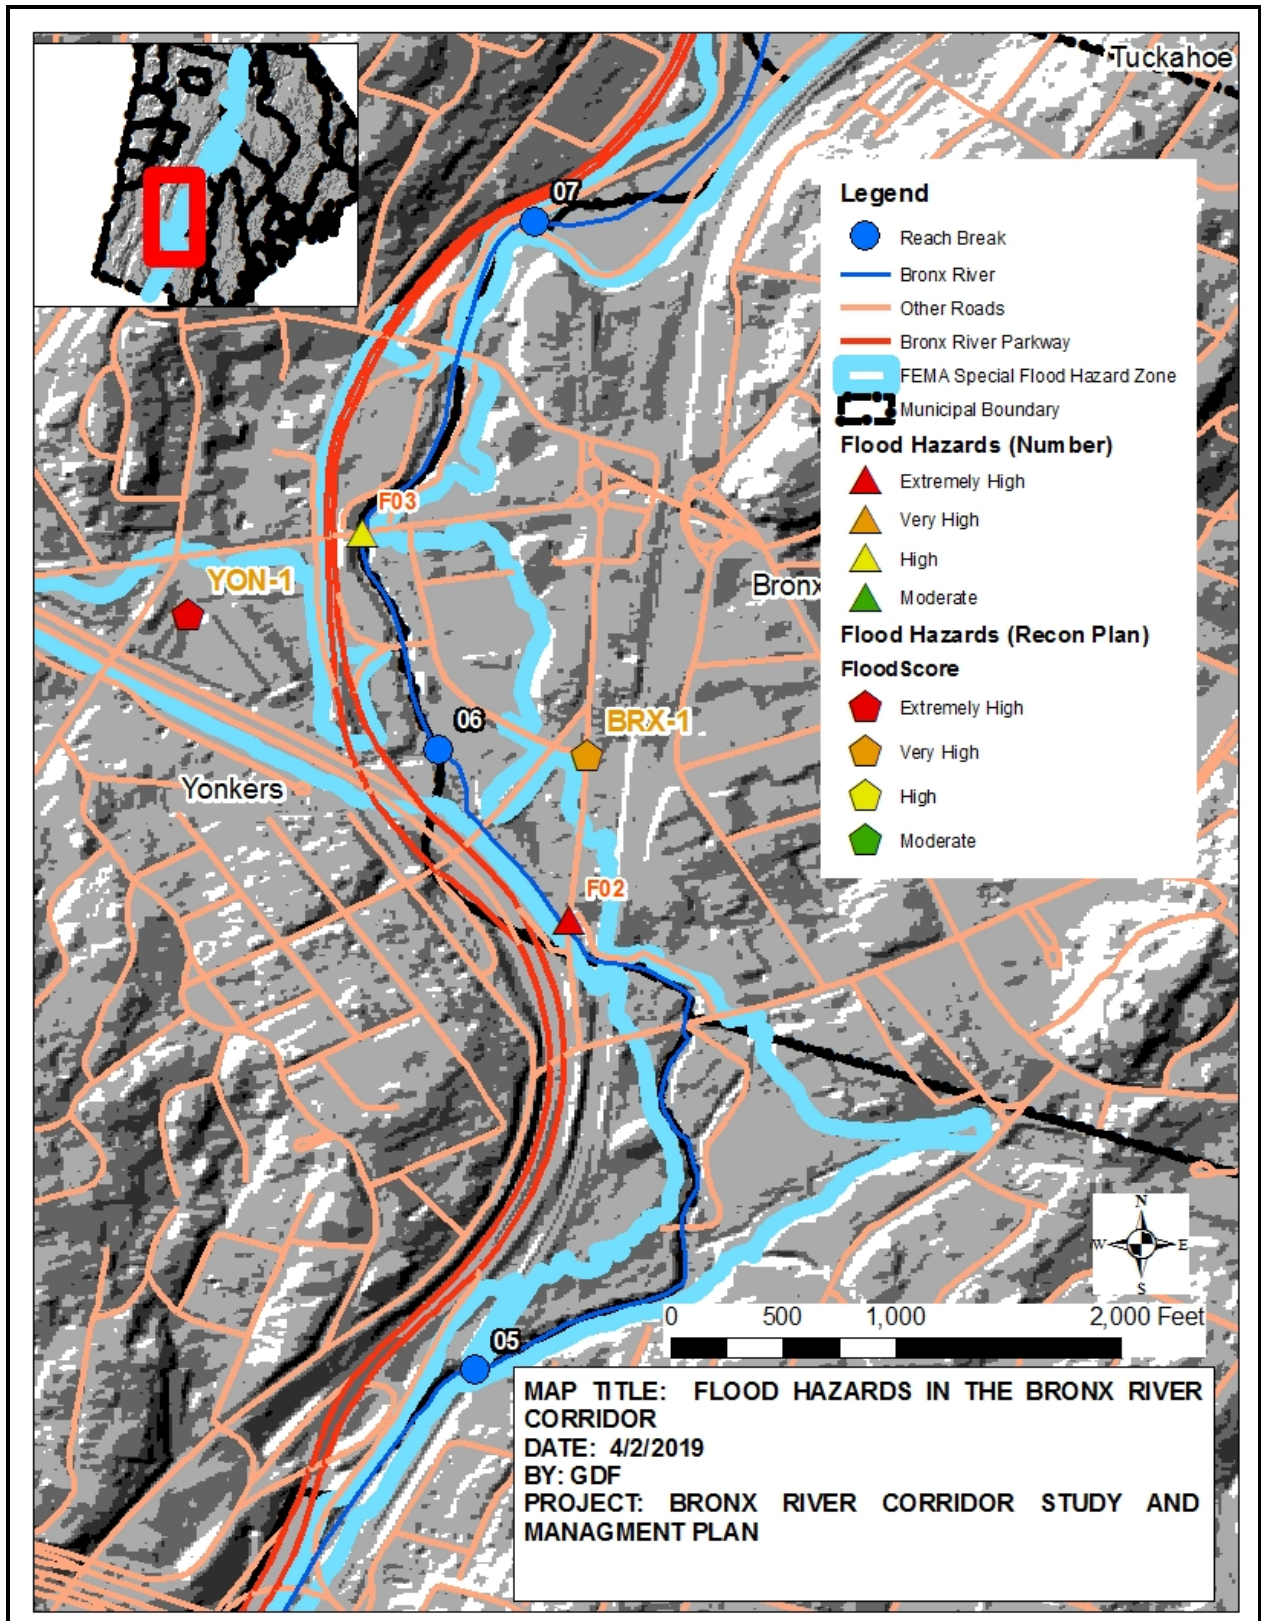 Tuckahoe
07
Legend
Reach Break
Bronx River
Other Roads
Bronx River Parkway
FEMA Special Flood Hazard Zone
Municipal Boundary
Flood Hazards (Number)
Extremely High
Very High
High
Moderate
Flood Hazards (Recon Plan)
FloodScore
Extremely High
Very High
High
Moderate
F03
YON-1
Bronx
06
BRX-1
Yonkers
F02
N
W
E
S
0 500 1,000 2,000 Feet
05
MAP TITLE: FLOOD HAZARDS IN THE BRONX RIVER
CORRIDOR
DATE: 4/2/2019
BY: GDF
PROJECT: BRONX RIVER CORRIDOR STUDY AND
MANAGMENT PLAN